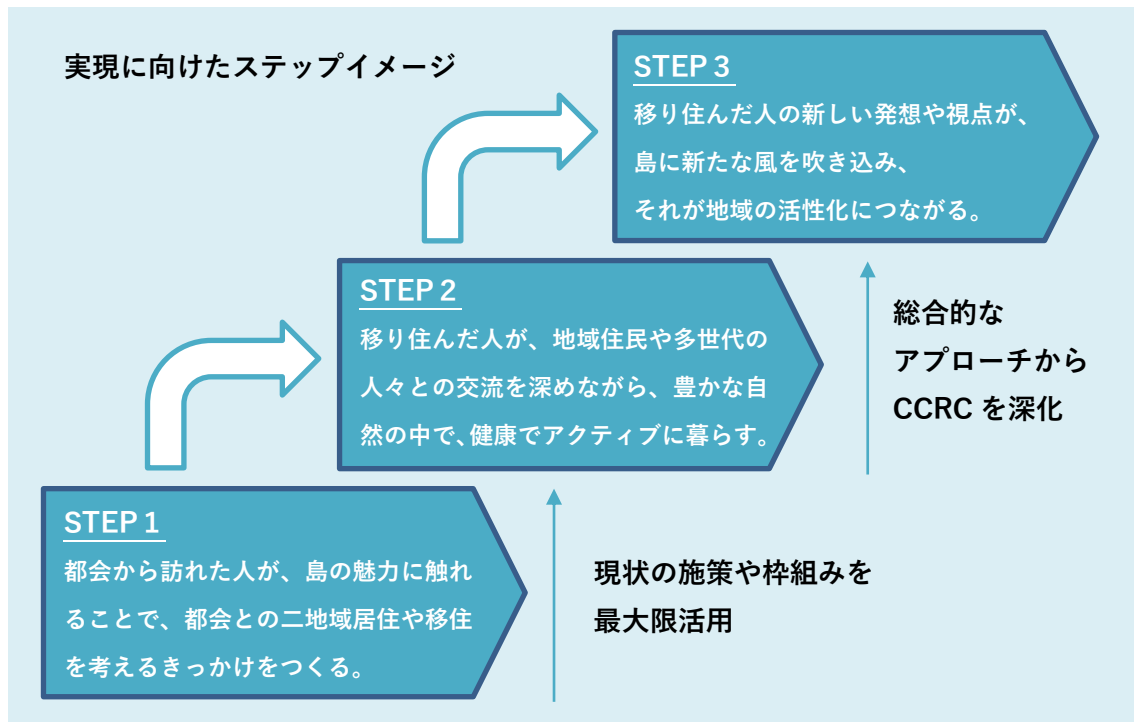 実現に向けたステップイメージ
STEP 3
移り住んだ人の新しい発想や視点が、
島に新たな風を吹き込み、
それが地域の活性化につながる。
STEP 2
移り住んだ人が、地域住民や多世代の
人々との交流を深めながら、豊かな自
然の中で、健康でアクティブに暮らす。
総合的な
アプローチから
CCRC を深化
STEP 1
都会から訪れた人が、島の魅力に触れ
ることで、都会との二地域居住や移住
を考えるきっかけをつくる。
現状の施策や枠組みを
最大限活用